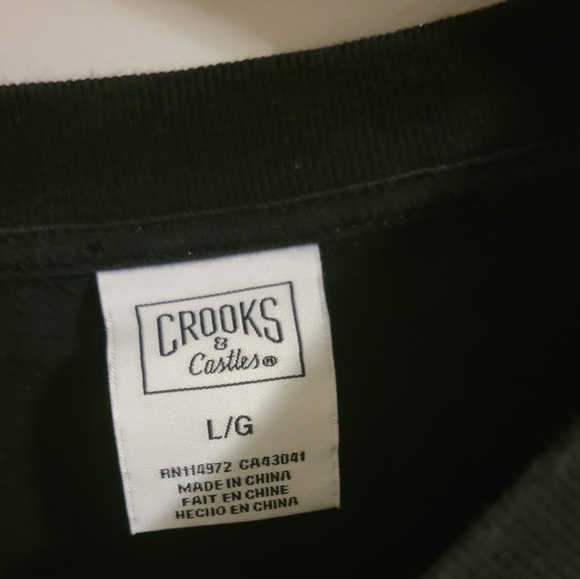 CROOKS
&
Castles®
L/G
RN114972 CA43041
MADE IN CHINA
FAIT EN CHINE
HECHO EN CHINA